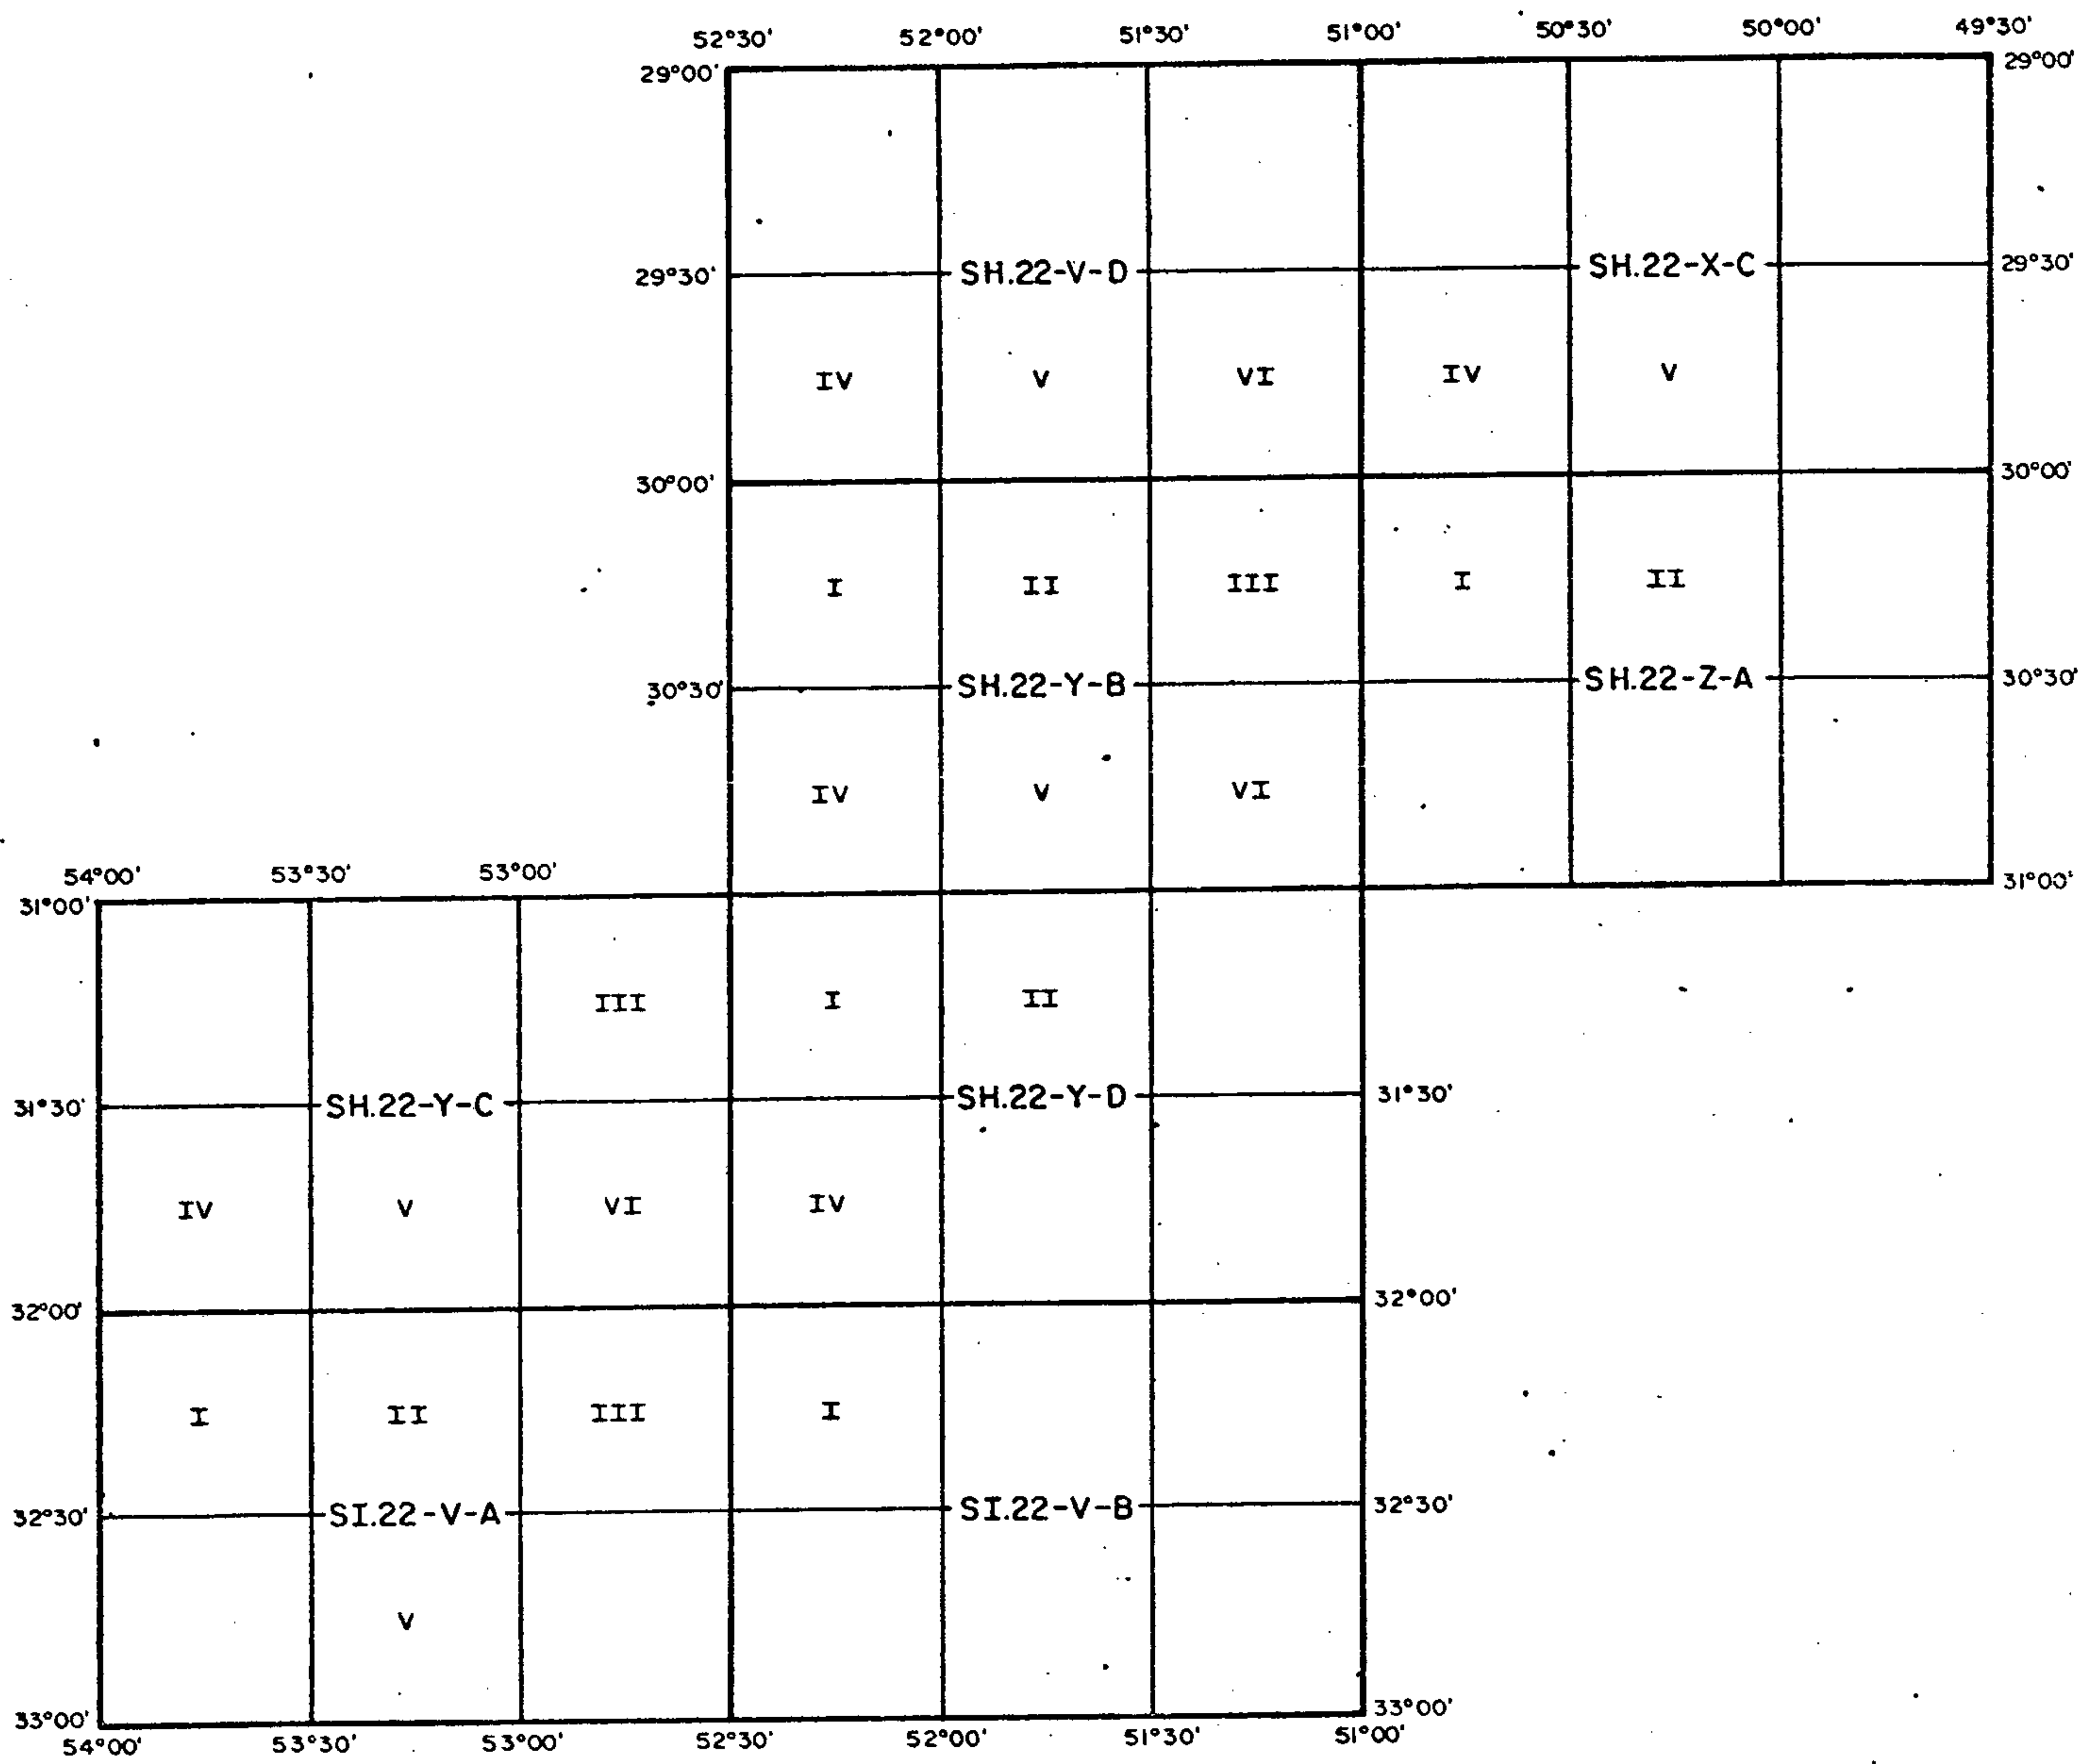 52°30' 52°00' 51°30' 51°00' 50°30' 50°00' 49°30'
29°00' 29°00'
29°30' SH.22-V-D SH.22-X-C 29°30'
IV V VI IV V
30°00' 30°00'
I II III I II
30°30' SH.22-Y-B SH.22-Z-A 30°30'
IV V VI
54°00' 53°30' 53°00'
31°00' 31°00'
III I II
31°30' SH.22-Y-C SH.22-Y-D 31°30'
IV V VI IV
32°00' 32°00'
I II III I
32°30' SI.22-V-A SI.22-V-B 32°30'
V
33°00' 33°00'
54°00' 53°30' 53°00' 52°30' 52°00' 51°30' 51°00'